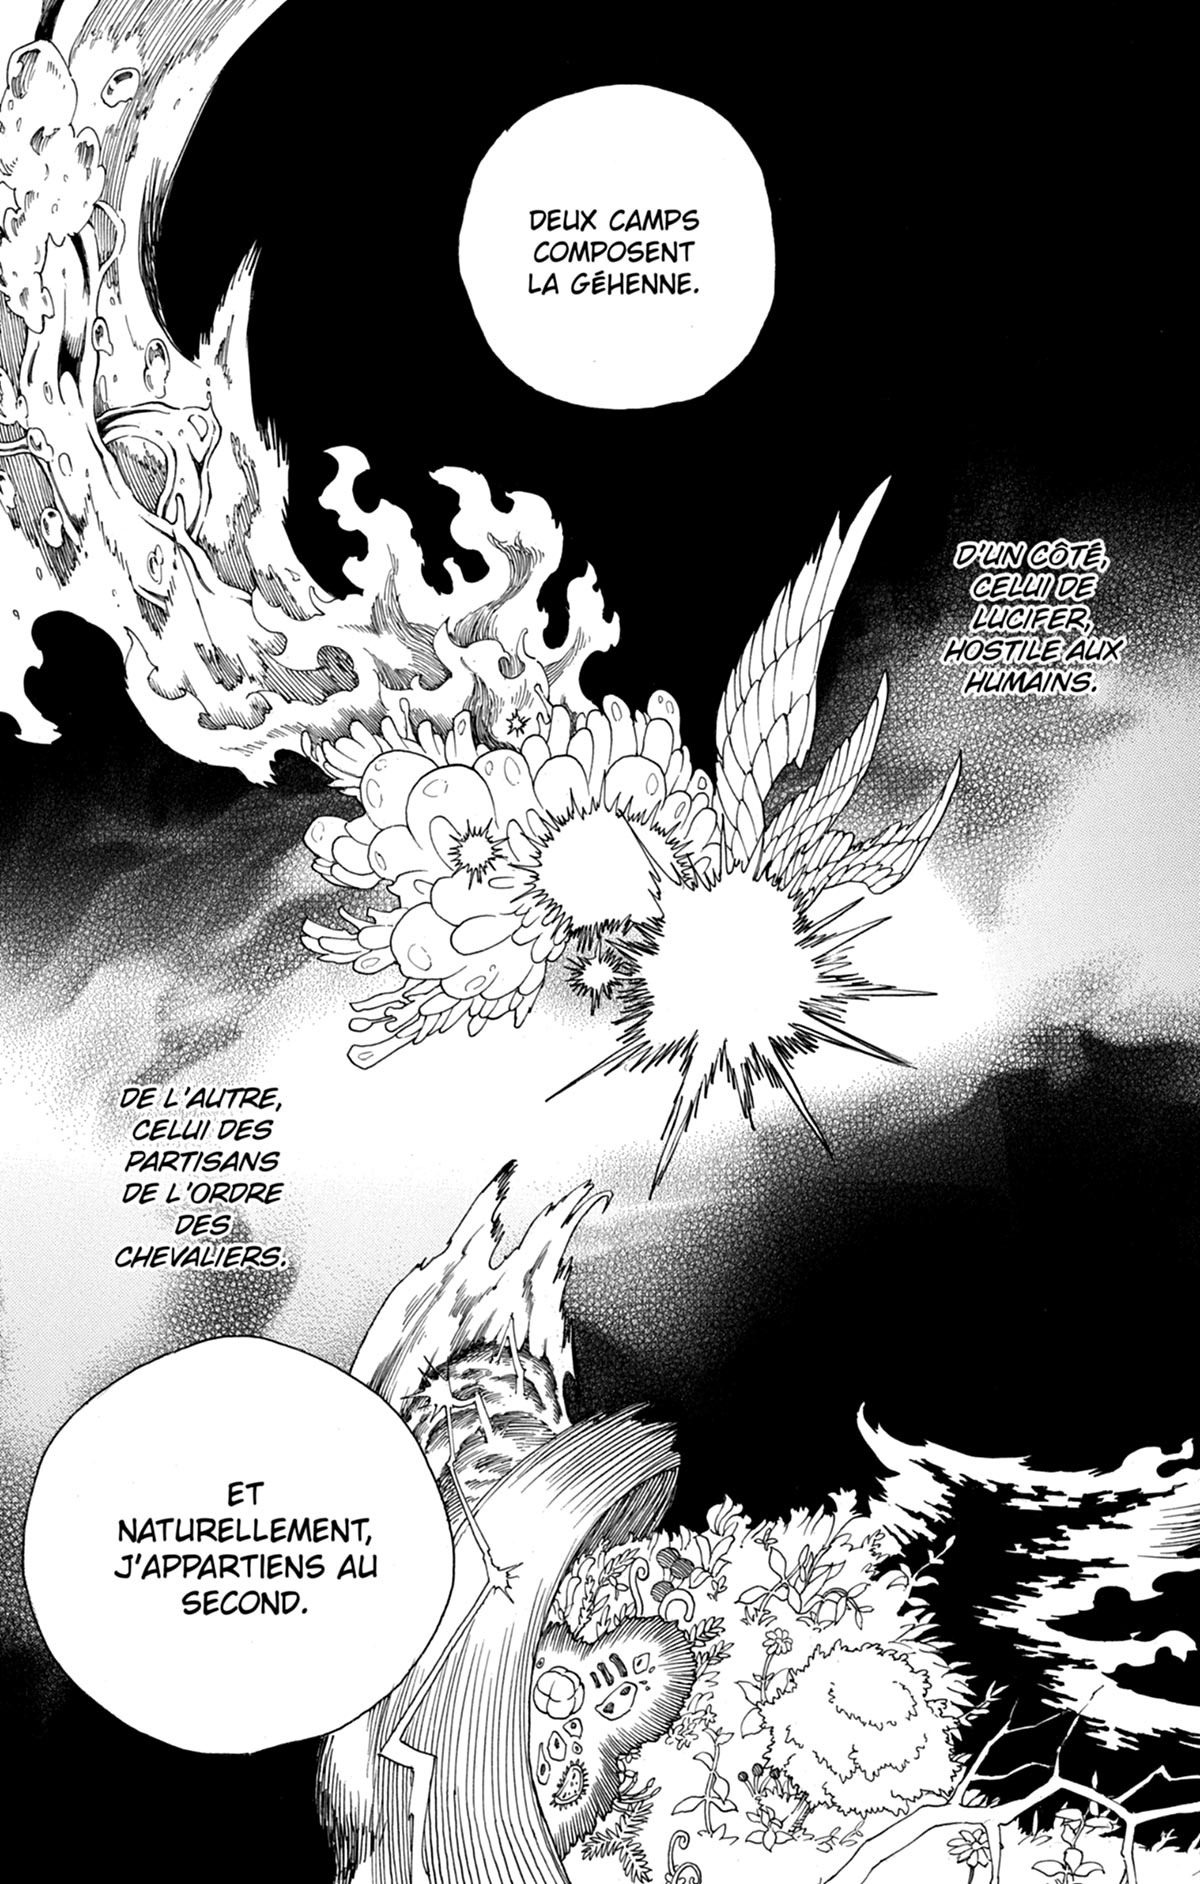 DEUX CAMPS
COMPOSENT
LA GÉHENNE.
D'UN CÔTÉ,
CELUI DE
LUCIFER,
HOSTILE AUX
HUMAINS.
DE L'AUTRE,
CELUI DES
PARTISANS
DE L'ORDRE
DES
CHEVALIERS.
ET
NATURELLEMENT,
J'APPARTIENS AU
SECOND.